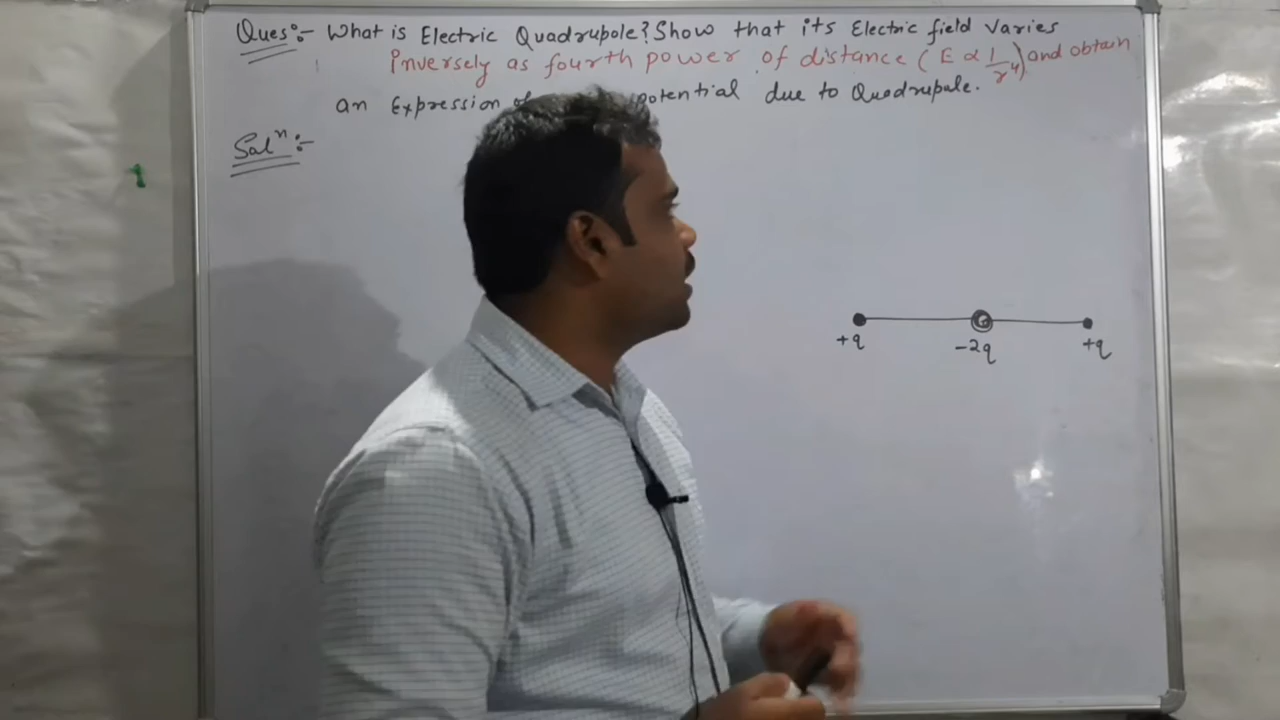 Ques:- What is Electric Quadrupole? Show that its Electric field varies
Inversely as fourth power of distance (E ∝ 1/r⁴) and obtain
an Expression potential due to Quadrupole.
Solⁿ:-
+q -2q +q